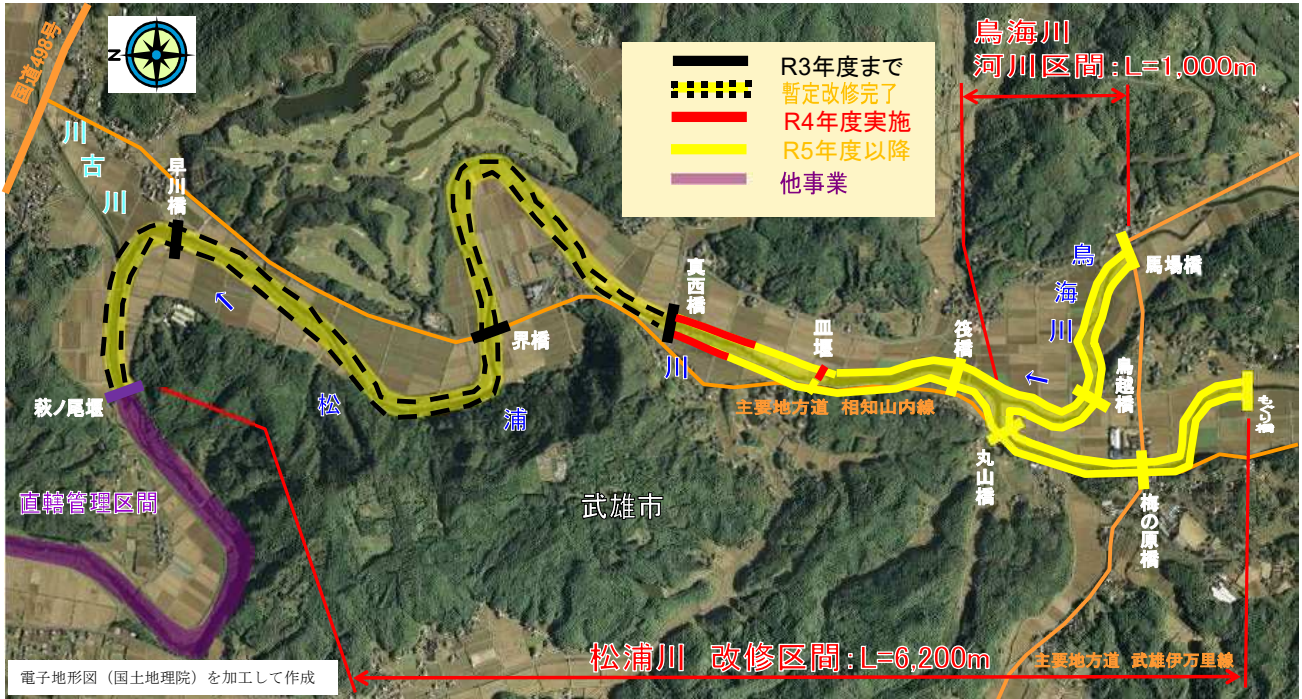 国道498号
N
R3年度まで
暫定改修完了
R4年度実施
R5年度以降
他事業
鳥海川
河川区間：L=1,000m
川古川
早川橋
真西橋
界橋
川
皿堰
筏橋
鳥海川
馬場橋
鳥越橋
もぐり橋
萩ノ尾堰
松
浦
主要地方道 相知山内線
丸山橋
梅の原橋
直轄管理区間
武雄市
松浦川 改修区間：L=6,200m
主要地方道 武雄伊万里線
電子地形図（国土地理院）を加工して作成